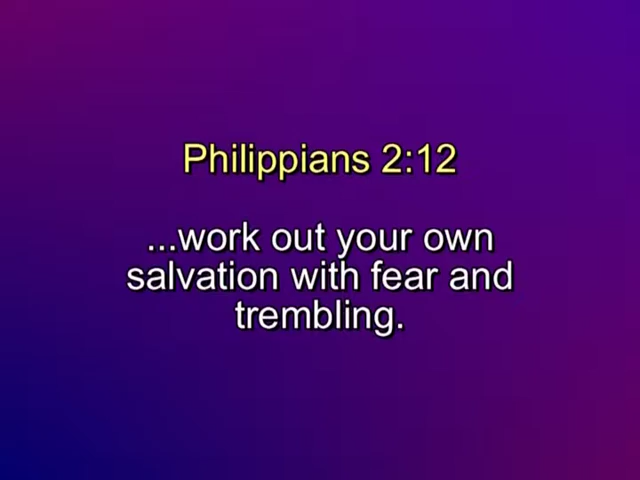 Philippians 2:12
...work out your own
salvation with fear and
trembling.